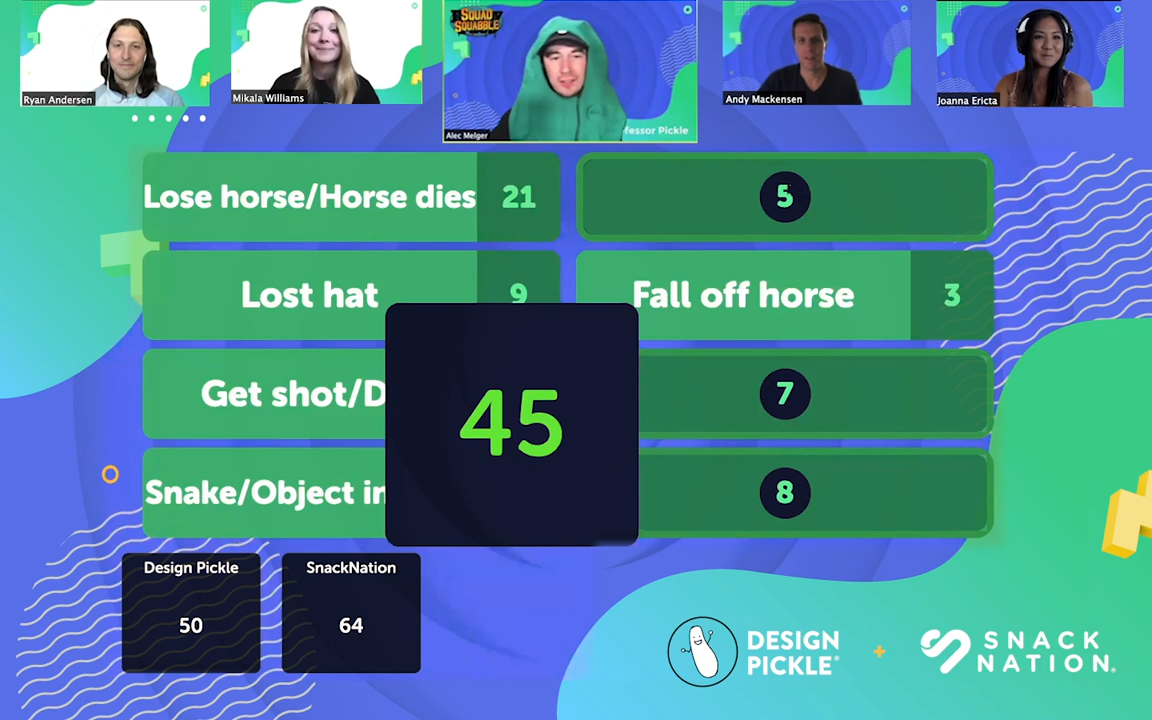 SQUAD
SQUABBLE
Ryan Andersen
Mikala Williams
Alec Melger
fessor Pickle
Andy Mackensen
Joanna Ericta
Lose horse/Horse dies 21
5
Lost hat 9
Fall off horse 3
Get shot/D
7
Snake/Object in
8
45
Design Pickle
50
SnackNation
64
DESIGN
PICKLE®
+
SNACK
NATION®